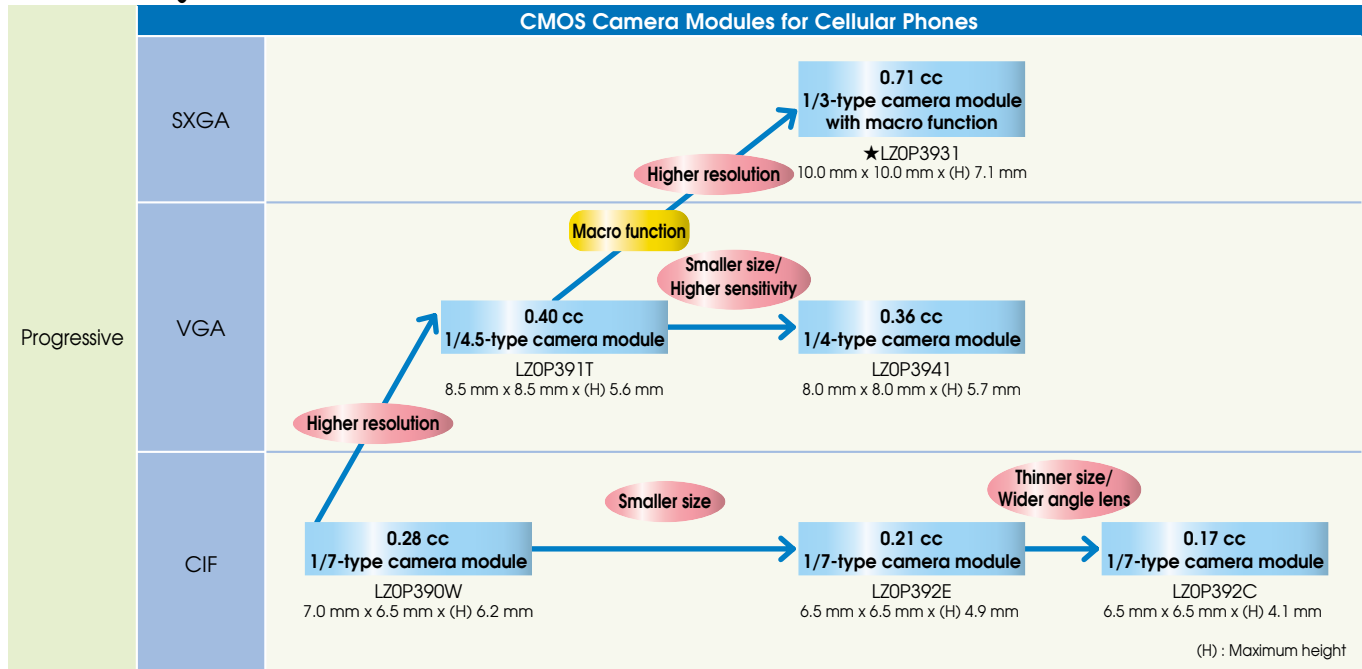 CMOS Camera Modules for Cellular Phones
Progressive
SXGA
0.71 cc
1/3-type camera module
with macro function
★LZ0P3931
10.0 mm x 10.0 mm x (H) 7.1 mm
Higher resolution
Macro function
VGA
Smaller size/
Higher sensitivity
0.40 cc
1/4.5-type camera module
LZ0P391T
8.5 mm x 8.5 mm x (H) 5.6 mm
0.36 cc
1/4-type camera module
LZ0P3941
8.0 mm x 8.0 mm x (H) 5.7 mm
Higher resolution
CIF
Smaller size
Thinner size/
Wider angle lens
0.28 cc
1/7-type camera module
LZ0P390W
7.0 mm x 6.5 mm x (H) 6.2 mm
0.21 cc
1/7-type camera module
LZ0P392E
6.5 mm x 6.5 mm x (H) 4.9 mm
0.17 cc
1/7-type camera module
LZ0P392C
6.5 mm x 6.5 mm x (H) 4.1 mm
(H) : Maximum height